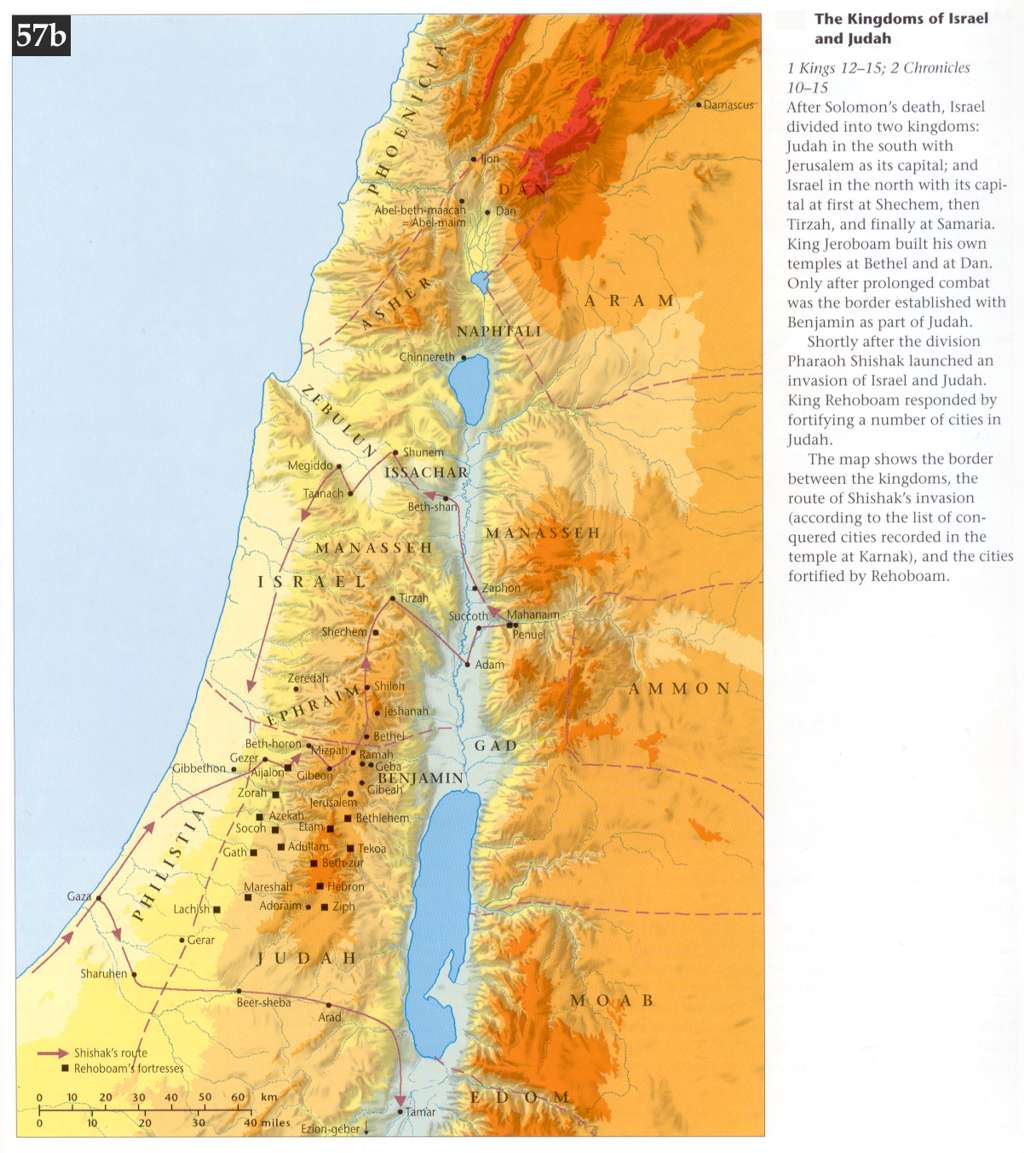 57b
The Kingdoms of Israel
and Judah
1 Kings 12–15; 2 Chronicles
10–15
After Solomon's death, Israel
divided into two kingdoms:
Judah in the south with
Jerusalem as its capital; and
Israel in the north with its capi-
tal at first at Shechem, then
Tirzah, and finally at Samaria.
King Jeroboam built his own
temples at Bethel and at Dan.
Only after prolonged combat
was the border established with
Benjamin as part of Judah.
Shortly after the division
Pharaoh Shishak launched an
invasion of Israel and Judah.
King Rehoboam responded by
fortifying a number of cities in
Judah.
The map shows the border
between the kingdoms, the
route of Shishak's invasion
(according to the list of con-
quered cities recorded in the
temple at Karnak), and the cities
fortified by Rehoboam.
PHOENICIA
Damascus
Ijon
DAN
Abel-beth-maacah
=Abel-maim
Dan
ASHER
ARAM
NAPHTALI
Chinnereth
ZEBULUN
Shunem
Megiddo
ISSACHAR
Taanach
Beth-shan
MANASSEH
MANASSEH
ISRAEL
Zaphon
Tirzah
Succoth
Mahanaim
Penuel
Shechem
Adam
Zeredah
Shiloh
EPHRAIM
AMMON
Jeshanah
Bethel
Beth-horon
Mizpah
GAD
Ramah
Gezer
Geba
Gibbethon
Aijalon
Gibeon
BENJAMIN
Gibeah
Zorah
Jerusalem
Azekah
Bethlehem
Socoh
Etam
PHILISTIA
Gath
Adullam
Tekoa
Beth-zur
Mareshah
Hebron
Gaza
Lachish
Adoraim
Ziph
Gerar
JUDAH
Sharuhen
Beer-sheba
MOAB
Arad
Shishak's route
Rehoboam's fortresses
EDOM
0 10 20 30 40 50 60 km
0 10 20 30 40 miles
Tamar
Ezion-geber